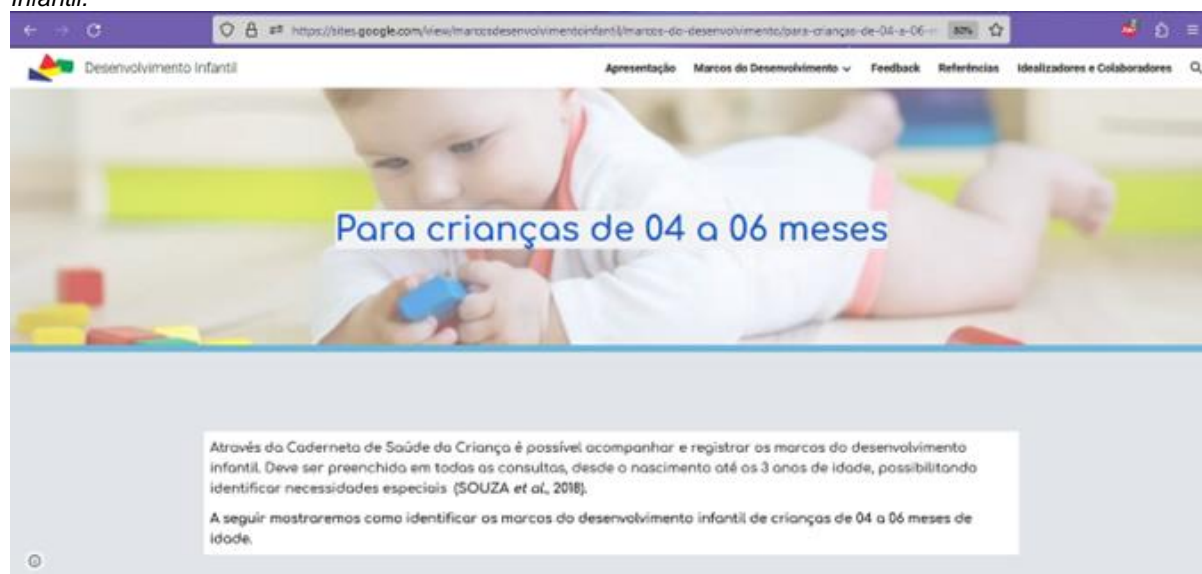 infantil.
https://sites.google.com/view/marcosdesenvolvimentoinfantil/marcos-do-desenvolvimento/para-crianças-de-04-a-06-m
80%
Desenvolvimento Infantil
Apresentação Marcos do Desenvolvimento Feedback Referências Idealizadores e Colaboradores
Para crianças de 04 a 06 meses
Através da Caderneta de Saúde da Criança é possível acompanhar e registrar os marcos do desenvolvimento
infantil. Deve ser preenchida em todas as consultas, desde o nascimento até os 3 anos de idade, possibilitando
identificar necessidades especiais (SOUZA et al., 2018).
A seguir mostraremos como identificar os marcos do desenvolvimento infantil de crianças de 04 a 06 meses de
idade.